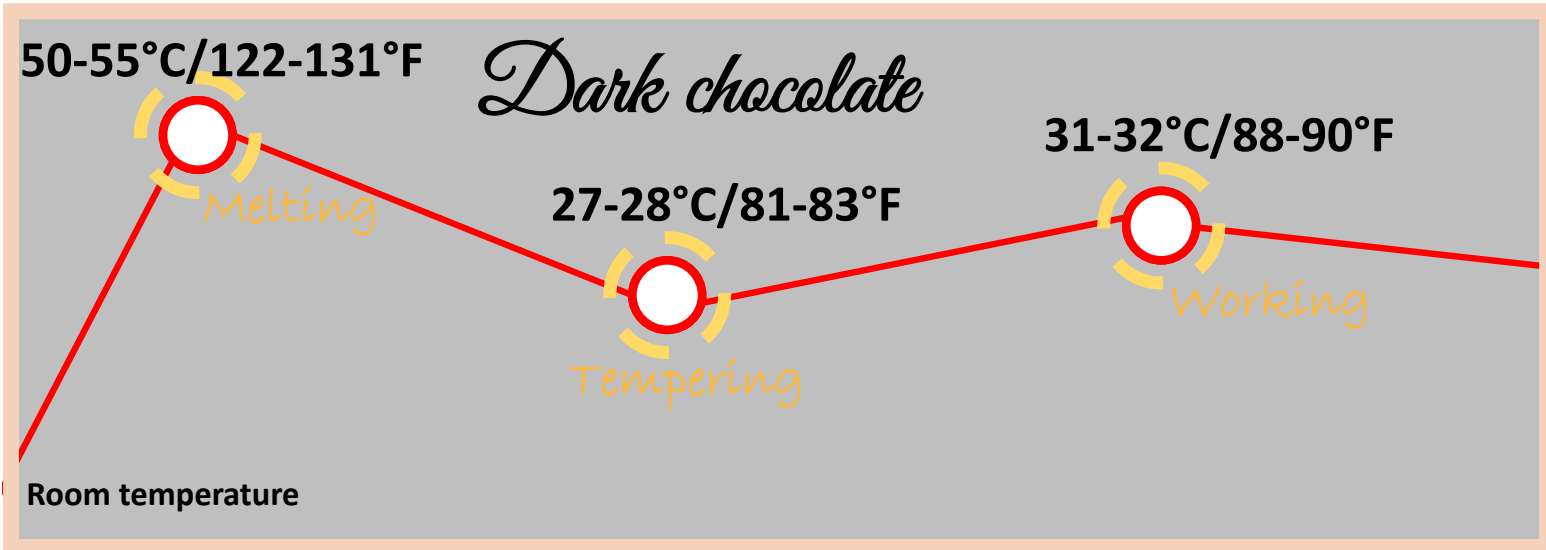 50-55°C/122-131°F
Dark chocolate
31-32°C/88-90°F
27-28°C/81-83°F
Melting
Working
Tempering
Room temperature